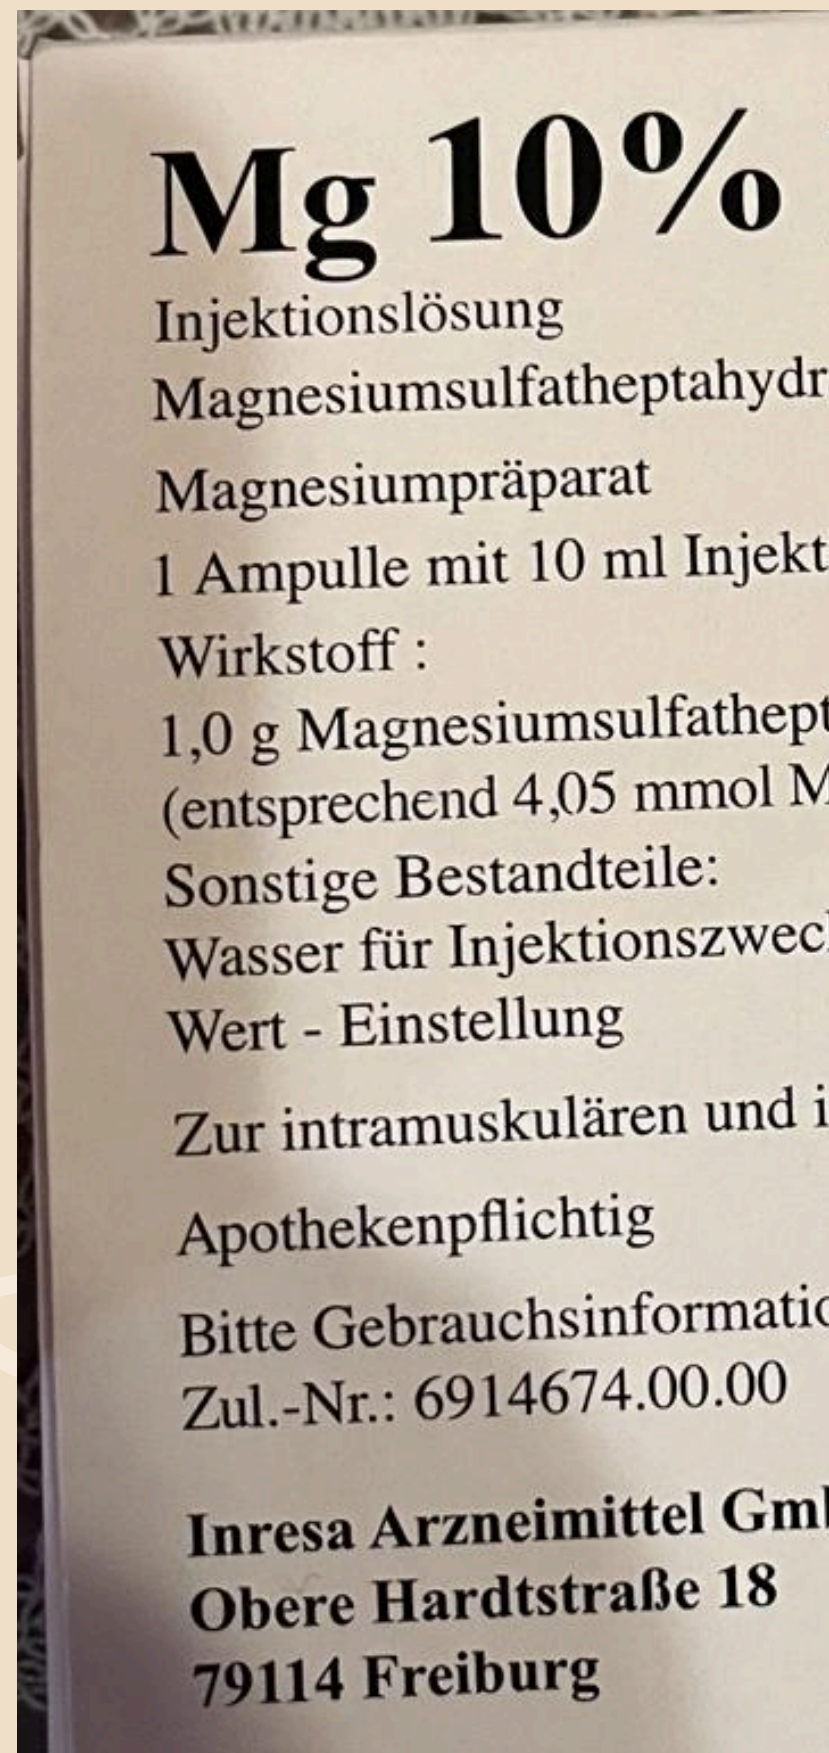 Mg 10%
Injektionslösung
Magnesiumsulfatheptahydr
Magnesiumpräparat
1 Ampulle mit 10 ml Injekt
Wirkstoff :
1,0 g Magnesiumsulfathept
(entsprechend 4,05 mmol M
Sonstige Bestandteile:
Wasser für Injektionszweck
Wert - Einstellung
Zur intramuskulären und i
Apothekenpflichtig
Bitte Gebrauchsinformatio
Zul.-Nr.: 6914674.00.00
Inresa Arzneimittel Gmb
Obere Hardtstraße 18
79114 Freiburg